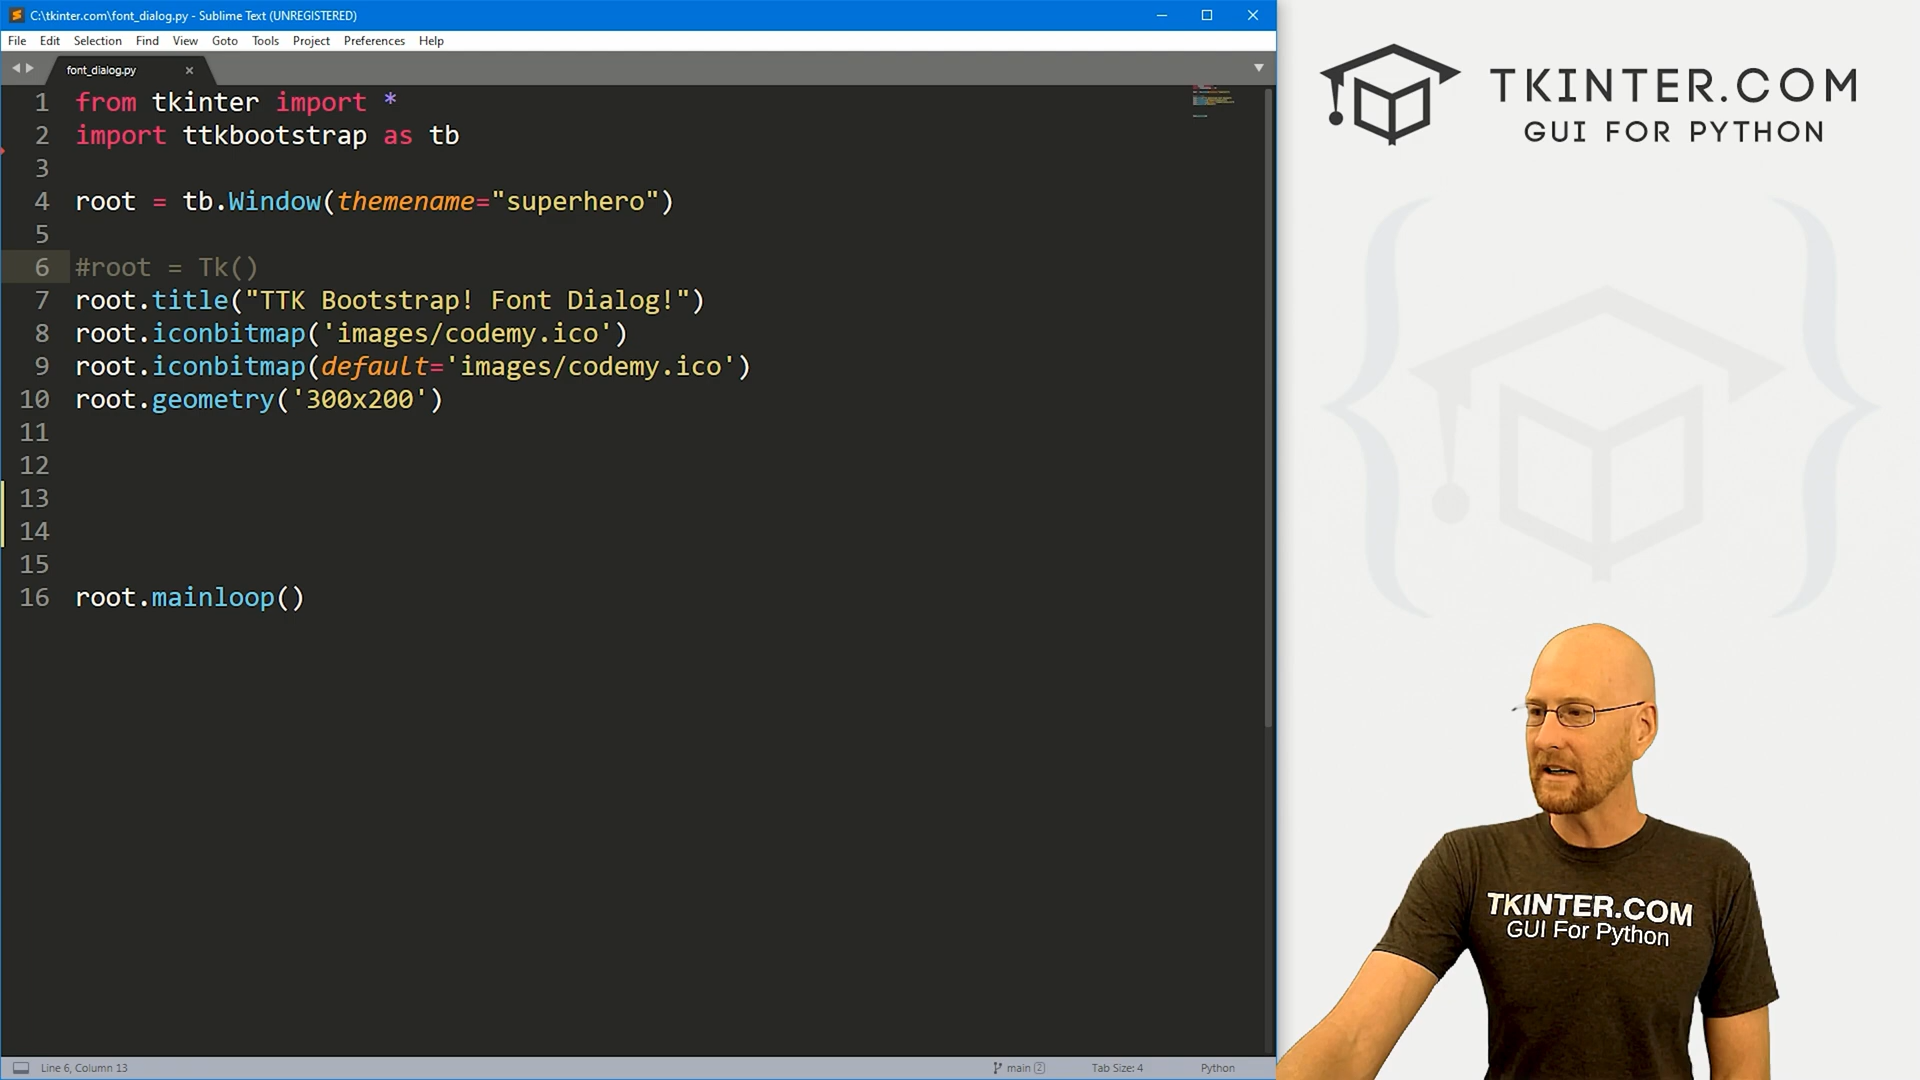 C:\tkinter.com\font_dialog.py - Sublime Text (UNREGISTERED)
File Edit Selection Find View Goto Tools Project Preferences Help
font_dialog.py
1 from tkinter import *
2 import ttkbootstrap as tb
3
4 root = tb.Window(themename="superhero")
5
6 #root = Tk()
7 root.title("TTK Bootstrap! Font Dialog!")
8 root.iconbitmap('images/codemy.ico')
9 root.iconbitmap(default='images/codemy.ico')
10 root.geometry('300x200')
11
12
13
14
15
16 root.mainloop()
Line 6, Column 13
main 2
Tab Size: 4
Python
TKINTER.COM
GUI FOR PYTHON
TKINTER.COM
GUI For Python